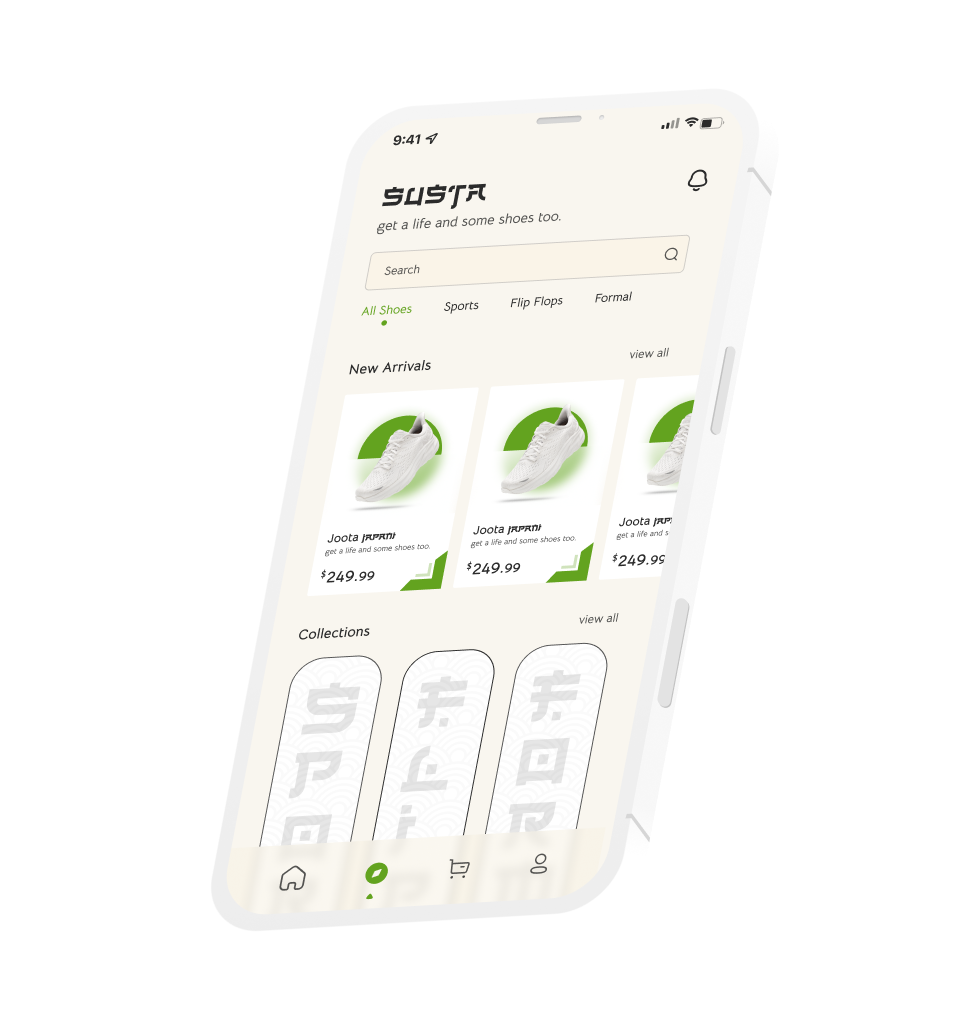 9:41
SUSTA
get a life and some shoes too.
Search
All Shoes Sports Flip Flops Formal
New Arrivals view all
Joota JAPANI
get a life and some shoes too.
$249.99
Joota JAPANI
get a life and some shoes too.
$249.99
Joota JAP
get a life and s
$249.99
Collections view all
S
P
O
F
L
I
F
O
R